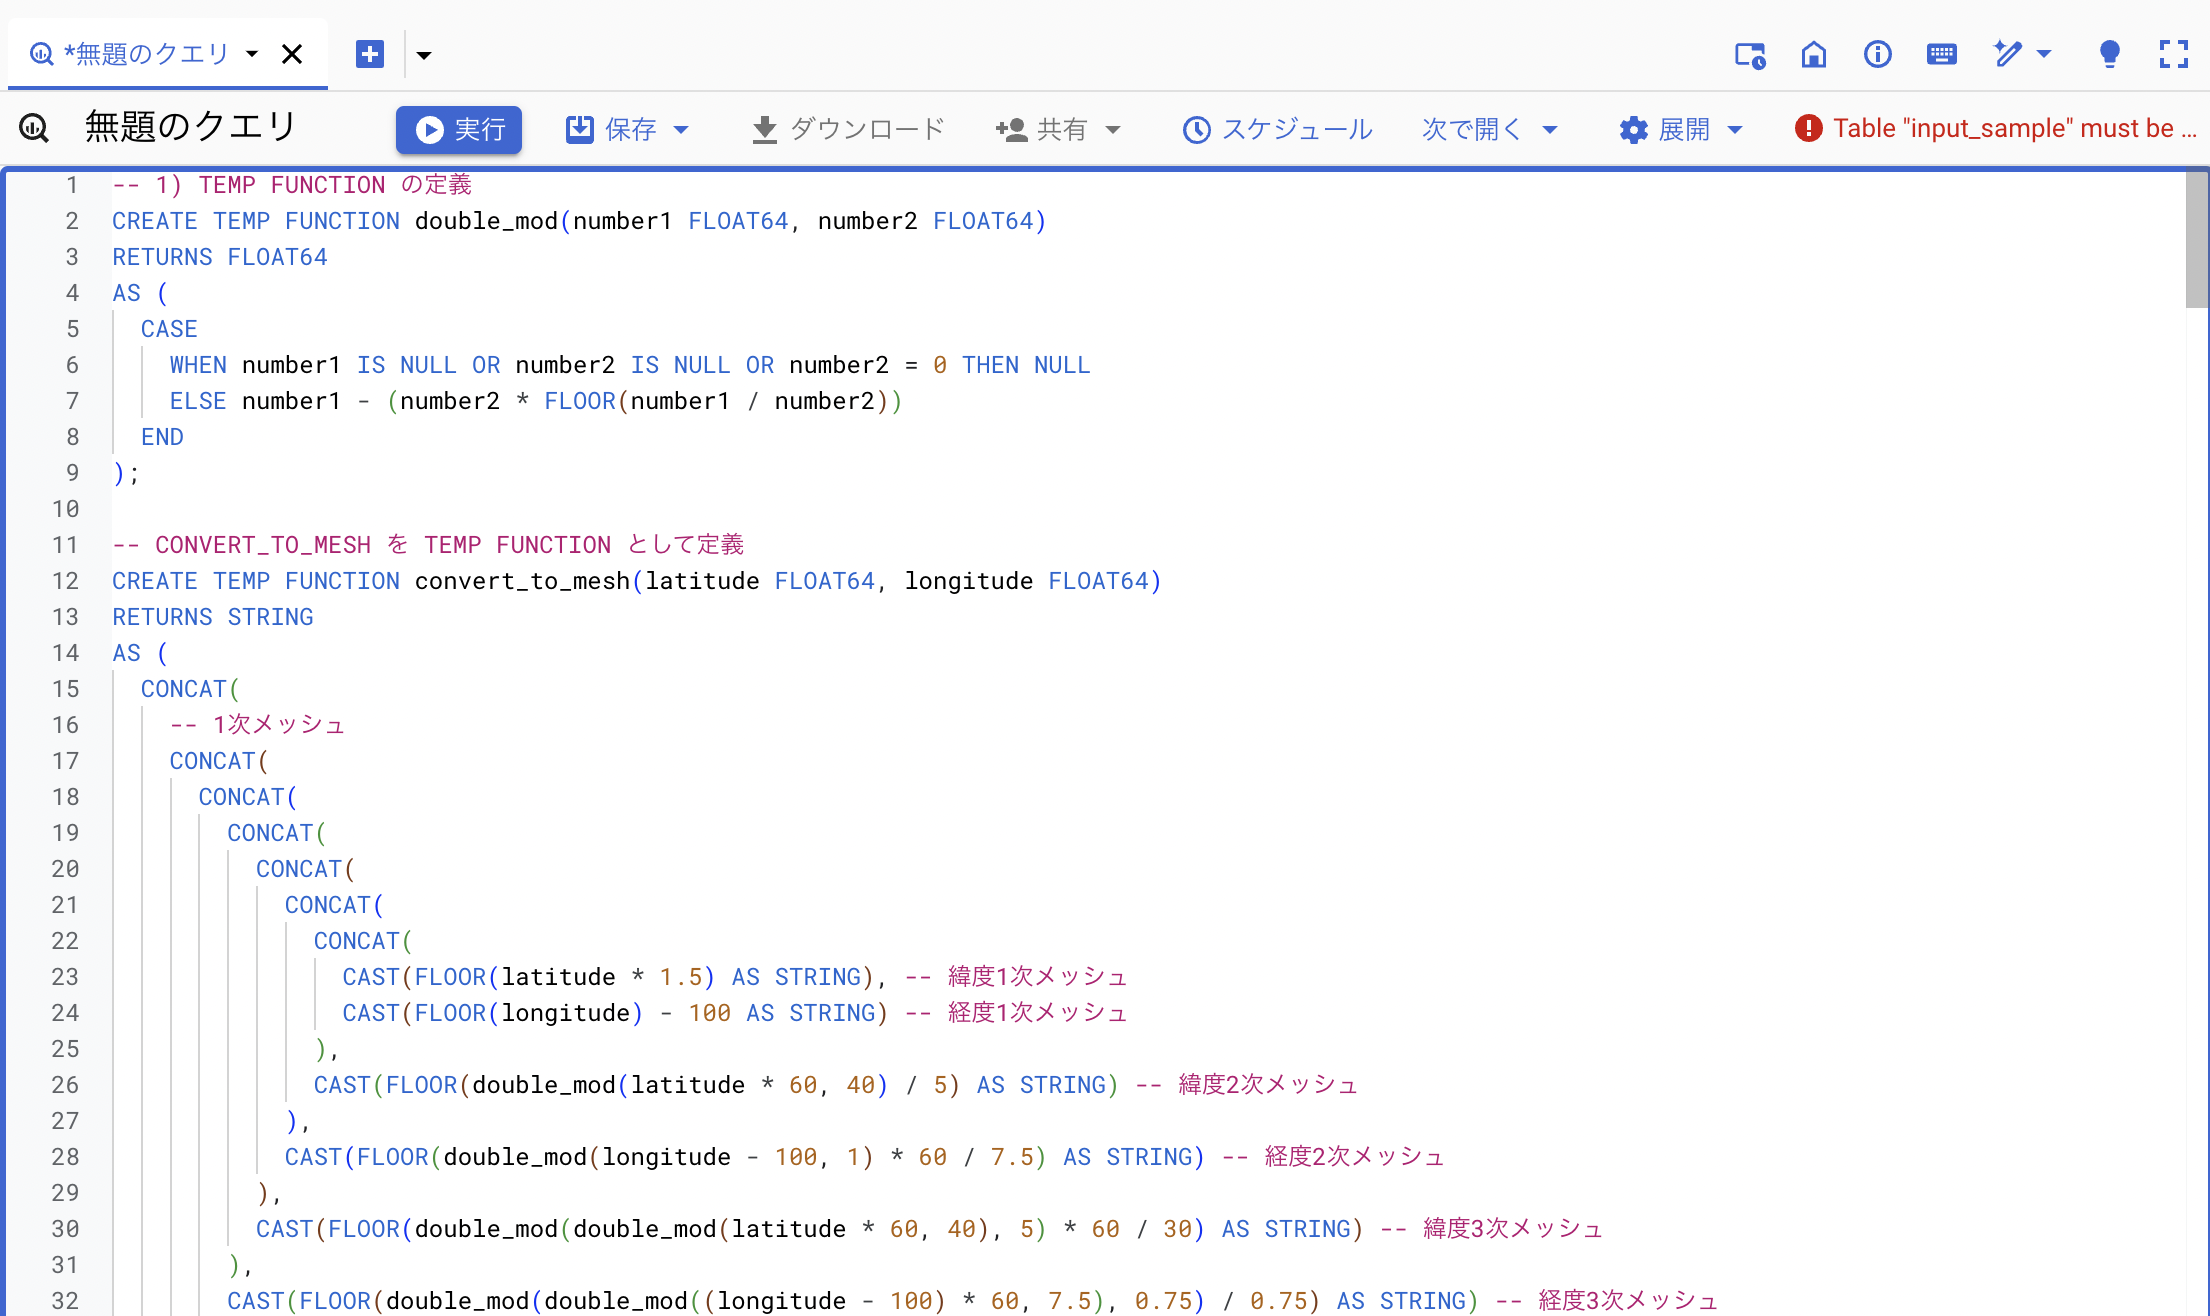 *無題のクエリ
無題のクエリ 実行 保存 ダウンロード 共有 スケジュール 次で開く 展開 Table "input_sample" must be ...
1 -- 1) TEMP FUNCTION の定義
2 CREATE TEMP FUNCTION double_mod(number1 FLOAT64, number2 FLOAT64)
3 RETURNS FLOAT64
4 AS (
5 CASE
6 WHEN number1 IS NULL OR number2 IS NULL OR number2 = 0 THEN NULL
7 ELSE number1 - (number2 * FLOOR(number1 / number2))
8 END
9 );
10
11 -- CONVERT_TO_MESH を TEMP FUNCTION として定義
12 CREATE TEMP FUNCTION convert_to_mesh(latitude FLOAT64, longitude FLOAT64)
13 RETURNS STRING
14 AS (
15 CONCAT(
16 -- 1次メッシュ
17 CONCAT(
18 CONCAT(
19 CONCAT(
20 CONCAT(
21 CONCAT(
22 CONCAT(
23 CAST(FLOOR(latitude * 1.5) AS STRING), -- 緯度1次メッシュ
24 CAST(FLOOR(longitude) - 100 AS STRING) -- 経度1次メッシュ
25 ),
26 CAST(FLOOR(double_mod(latitude * 60, 40) / 5) AS STRING) -- 緯度2次メッシュ
27 ),
28 CAST(FLOOR(double_mod(longitude - 100, 1) * 60 / 7.5) AS STRING) -- 経度2次メッシュ
29 ),
30 CAST(FLOOR(double_mod(double_mod(latitude * 60, 40), 5) * 60 / 30) AS STRING) -- 緯度3次メッシュ
31 ),
32 CAST(FLOOR(double_mod(double_mod((longitude - 100) * 60, 7.5), 0.75) / 0.75) AS STRING) -- 経度3次メッシュ